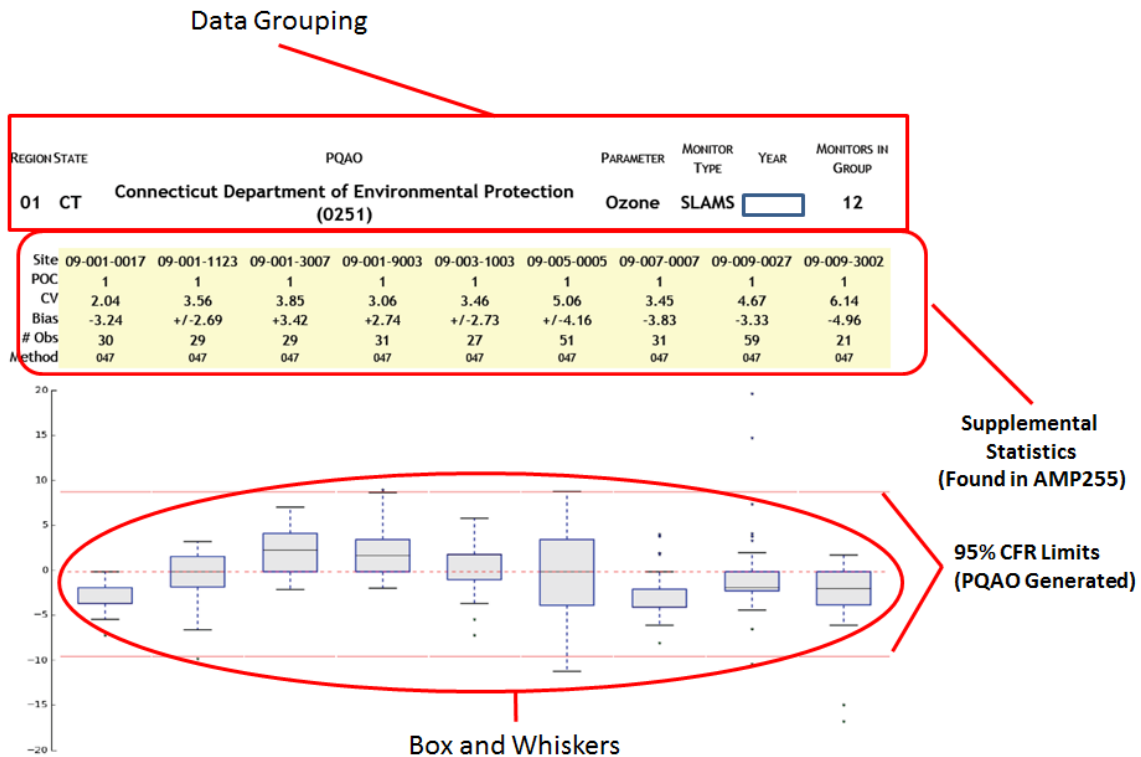 Data Grouping
REGION STATE PQAO PARAMETER MONITOR TYPE YEAR MONITORS IN GROUP
01 CT Connecticut Department of Environmental Protection (0251) Ozone SLAMS 12
Site 09-001-0017 09-001-1123 09-001-3007 09-001-9003 09-003-1003 09-005-0005 09-007-0007 09-009-0027 09-009-3002
POC 1 1 1 1 1 1 1 1 1
CV 2.04 3.56 3.85 3.06 3.46 5.06 3.45 4.67 6.14
Bias -3.24 +/-2.69 +3.42 +2.74 +/-2.73 +/-4.16 -3.83 -3.33 -4.96
# Obs 30 29 29 31 27 51 31 59 21
Method 047 047 047 047 047 047 047 047 047
20
15
10
5
0
−5
−10
−15
−20
Supplemental
Statistics
(Found in AMP255)
95% CFR Limits
(PQAO Generated)
Box and Whiskers